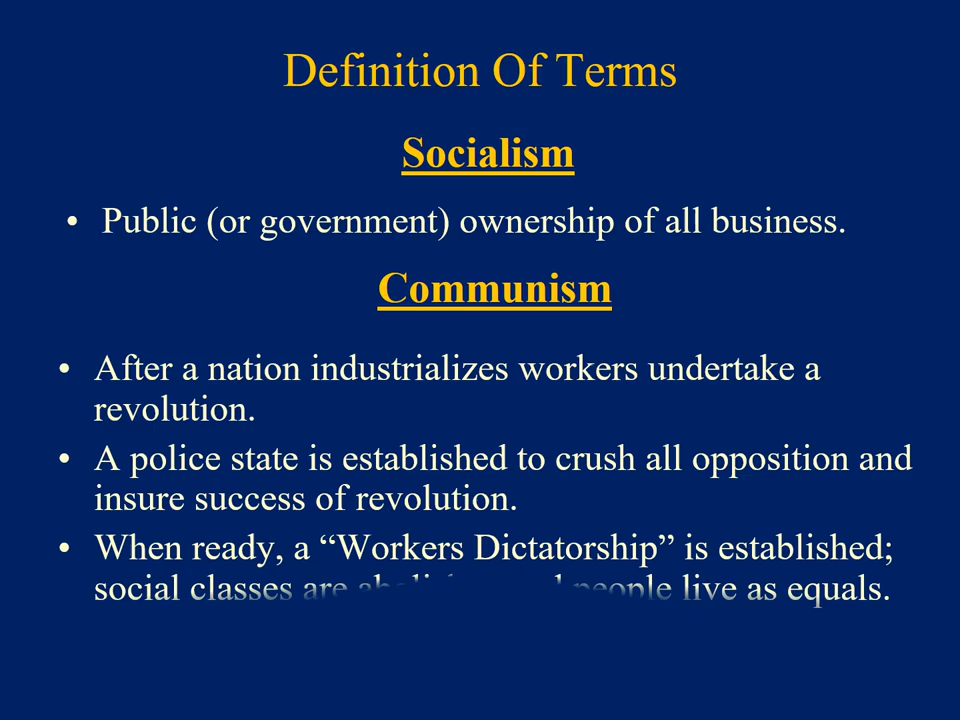 Definition Of Terms
Socialism
• Public (or government) ownership of all business.
Communism
• After a nation industrializes workers undertake a
revolution.
• A police state is established to crush all opposition and
insure success of revolution.
• When ready, a “Workers Dictatorship” is established;
social classes are people live as equals.